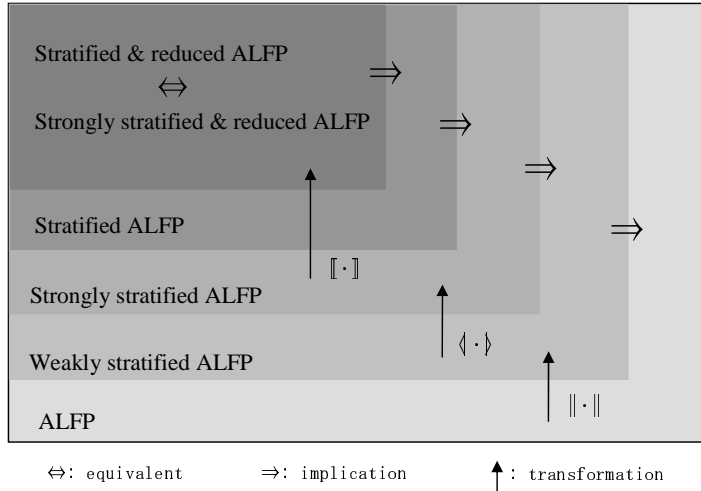 Stratified & reduced ALFP
⇔
⇒
Strongly stratified & reduced ALFP
⇒
⇒
Stratified ALFP
⇒
⟦·⟧
Strongly stratified ALFP
⦉·⦊
Weakly stratified ALFP
‖·‖
ALFP
⇔: equivalent ⇒: implication ↑: transformation